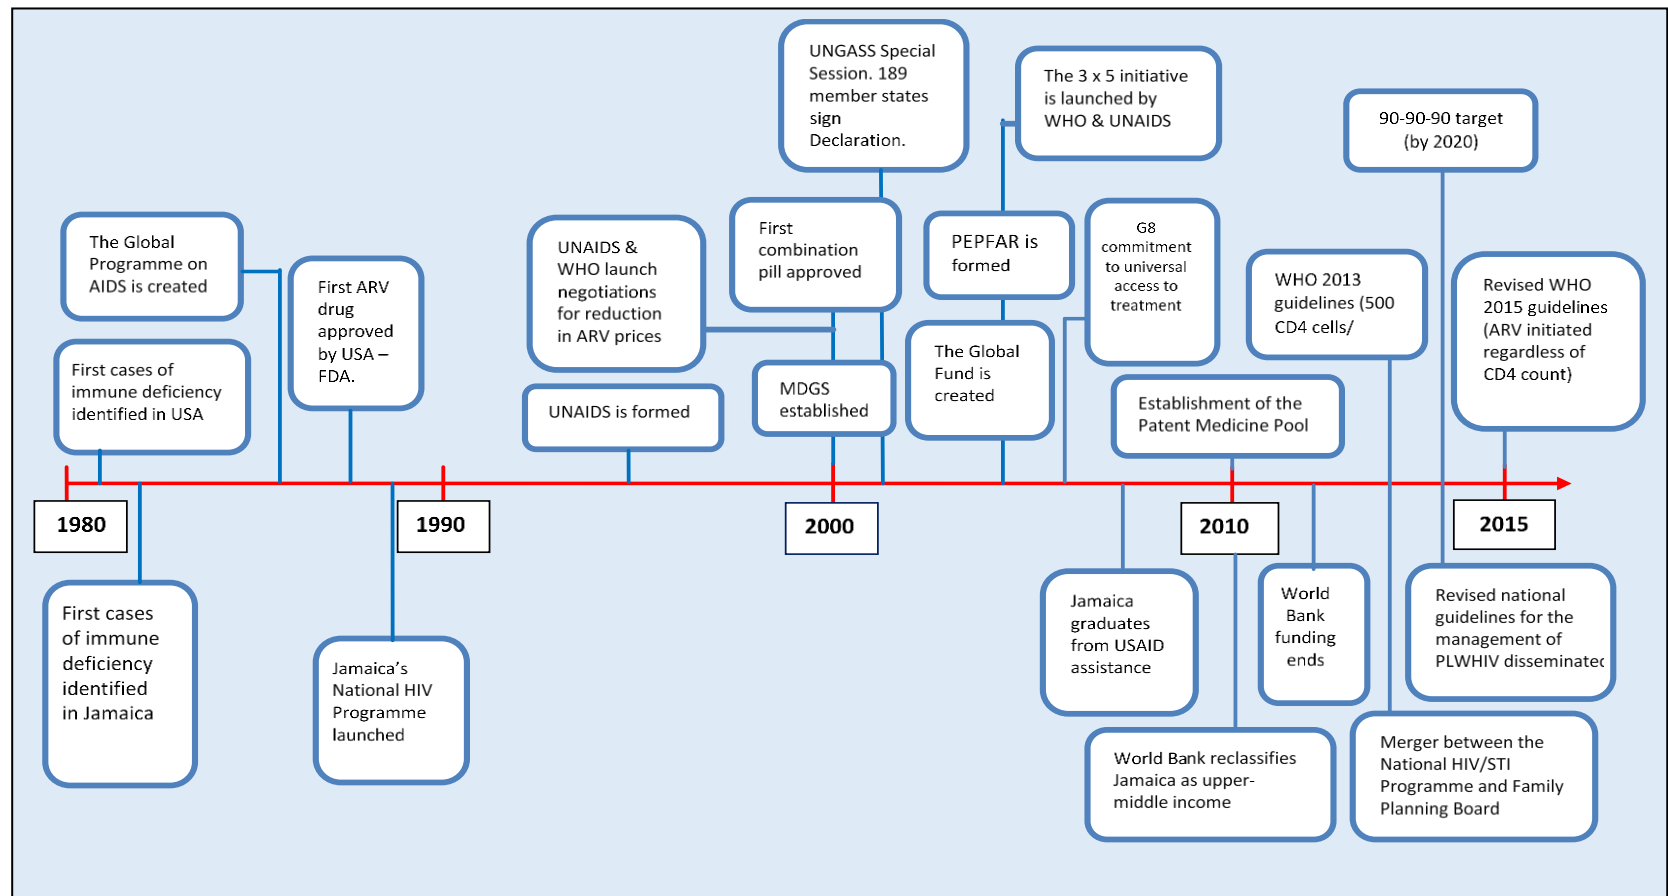 UNGASS Special
Session. 189
member states
sign
Declaration.
The 3 x 5 initiative
is launched by
WHO & UNAIDS
90-90-90 target
(by 2020)
The Global
Programme on
AIDS is created
First ARV
drug
approved
by USA –
FDA.
UNAIDS &
WHO launch
negotiations
for reduction
in ARV prices
First
combination
pill approved
PEPFAR is
formed
G8
commitment
to universal
access to
treatment
WHO 2013
guidelines (500
CD4 cells/
Revised WHO
2015 guidelines
(ARV initiated
regardless of
CD4 count)
First cases of
immune deficiency
identified in USA
UNAIDS is formed
MDGS
established
The Global
Fund is
created
Establishment of the
Patent Medicine Pool
1980
1990
2000
2010
2015
First cases
of immune
deficiency
identified
in Jamaica
Jamaica’s
National HIV
Programme
launched
Jamaica
graduates
from USAID
assistance
World
Bank
funding
ends
Revised national
guidelines for the
management of
PLWHIV disseminated
World Bank reclassifies
Jamaica as upper-
middle income
Merger between the
National HIV/STI
Programme and Family
Planning Board